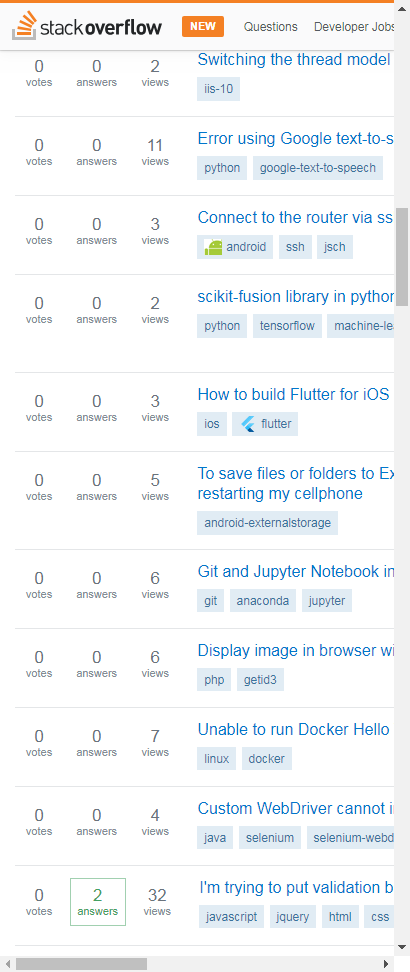 stackoverflow NEW Questions Developer Jobs
0 0 2 Switching the thread model
votes answers views
iis-10
0 0 11 Error using Google text-to-s
votes answers views
python google-text-to-speech
0 0 3 Connect to the router via ss
votes answers views
android ssh jsch
0 0 2 scikit-fusion library in python
votes answers views
python tensorflow machine-lea
0 0 3 How to build Flutter for iOS
votes answers views
ios flutter
0 0 5 To save files or folders to Ex
votes answers views restarting my cellphone
android-externalstorage
0 0 6 Git and Jupyter Notebook in
votes answers views
git anaconda jupyter
0 0 6 Display image in browser wi
votes answers views
php getid3
0 0 7 Unable to run Docker Hello
votes answers views
linux docker
0 0 4 Custom WebDriver cannot i
votes answers views
java selenium selenium-webd
0 2 32 I'm trying to put validation b
votes answers views
javascript jquery html css